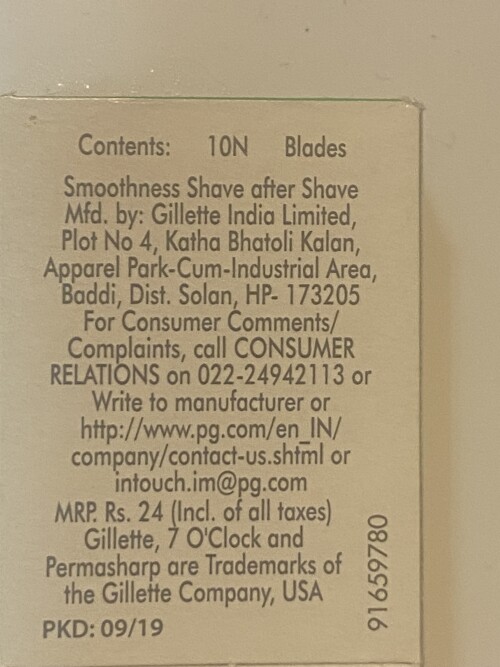 Contents: 10N Blades
Smoothness Shave after Shave
Mfd. by: Gillette India Limited,
Plot No 4, Katha Bhatoli Kalan,
Apparel Park-Cum-Industrial Area,
Baddi, Dist. Solan, HP- 173205
For Consumer Comments/
Complaints, call CONSUMER
RELATIONS on 022-24942113 or
Write to manufacturer or
http://www.pg.com/en_IN/
company/contact-us.shtml or
intouch.im@pg.com
MRP. Rs. 24 (Incl. of all taxes)
Gillette, 7 O'Clock and
Permasharp are Trademarks of
the Gillette Company, USA
PKD: 09/19
91659780